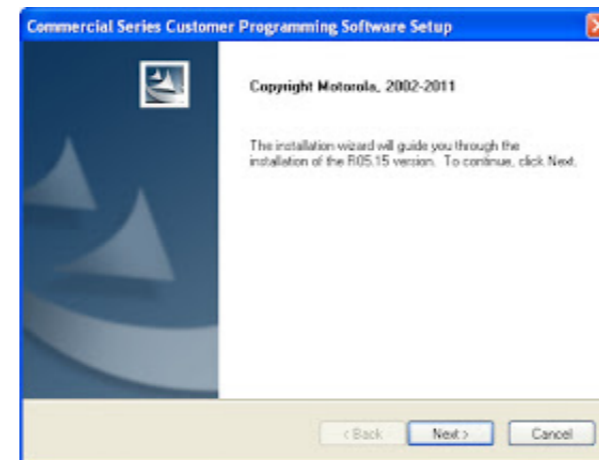 Commercial Series Customer Programming Software Setup
Copyright Motorola, 2002-2011
The installation wizard will guide you through the
installation of the R05.15 version. To continue, click Next.
< Back
Next >
Cancel